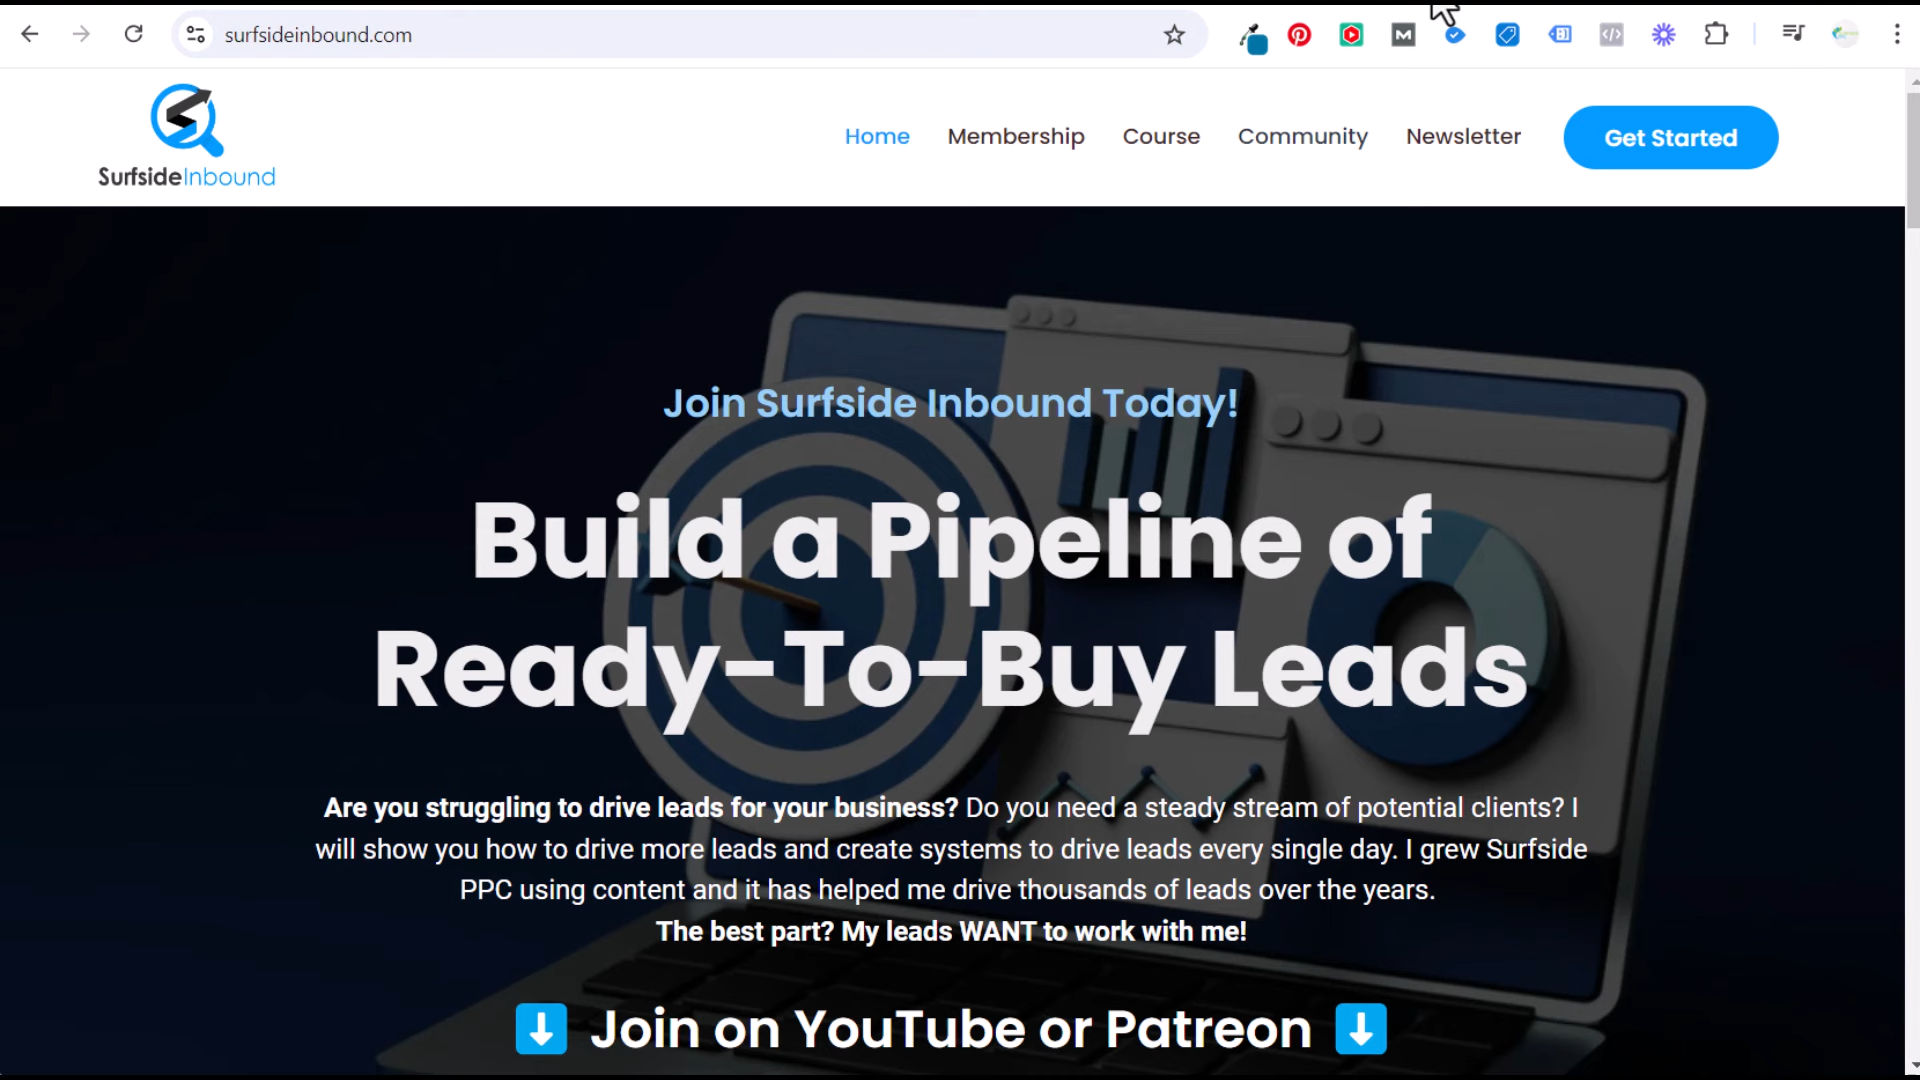 surfsideinbound.com
SurfsideInbound
Home
Membership
Course
Community
Newsletter
Get Started
Join Surfside Inbound Today!
Build a Pipeline of
Ready-To-Buy Leads
Are you struggling to drive leads for your business? Do you need a steady stream of potential clients? I
will show you how to drive more leads and create systems to drive leads every single day. I grew Surfside
PPC using content and it has helped me drive thousands of leads over the years.
The best part? My leads WANT to work with me!
Join on YouTube or Patreon